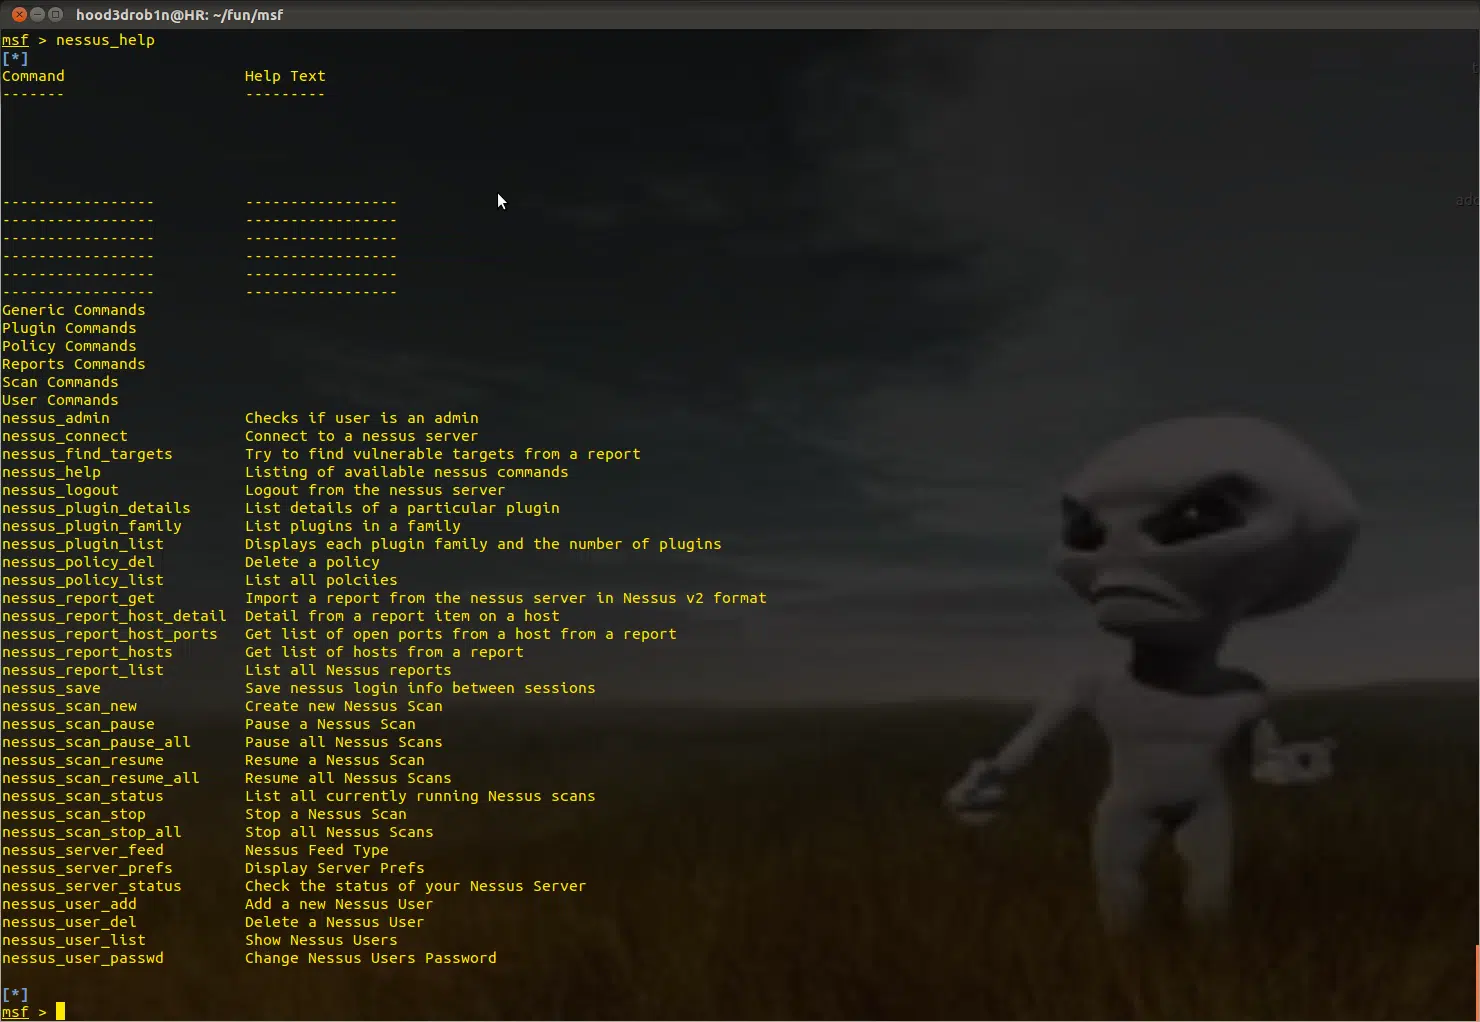 hood3drob1n@HR: ~/fun/msf
msf > nessus_help
[*]
Command Help Text
------- ---------
----------------- -----------------
----------------- -----------------
----------------- -----------------
----------------- -----------------
----------------- -----------------
----------------- -----------------
Generic Commands
Plugin Commands
Policy Commands
Reports Commands
Scan Commands
User Commands
nessus_admin Checks if user is an admin
nessus_connect Connect to a nessus server
nessus_find_targets Try to find vulnerable targets from a report
nessus_help Listing of available nessus commands
nessus_logout Logout from the nessus server
nessus_plugin_details List details of a particular plugin
nessus_plugin_family List plugins in a family
nessus_plugin_list Displays each plugin family and the number of plugins
nessus_policy_del Delete a policy
nessus_policy_list List all polciies
nessus_report_get Import a report from the nessus server in Nessus v2 format
nessus_report_host_detail Detail from a report item on a host
nessus_report_host_ports Get list of open ports from a host from a report
nessus_report_hosts Get list of hosts from a report
nessus_report_list List all Nessus reports
nessus_save Save nessus login info between sessions
nessus_scan_new Create new Nessus Scan
nessus_scan_pause Pause a Nessus Scan
nessus_scan_pause_all Pause all Nessus Scans
nessus_scan_resume Resume a Nessus Scan
nessus_scan_resume_all Resume all Nessus Scans
nessus_scan_status List all currently running Nessus scans
nessus_scan_stop Stop a Nessus Scan
nessus_scan_stop_all Stop all Nessus Scans
nessus_server_feed Nessus Feed Type
nessus_server_prefs Display Server Prefs
nessus_server_status Check the status of your Nessus Server
nessus_user_add Add a new Nessus User
nessus_user_del Delete a Nessus User
nessus_user_list Show Nessus Users
nessus_user_passwd Change Nessus Users Password
[*]
msf >